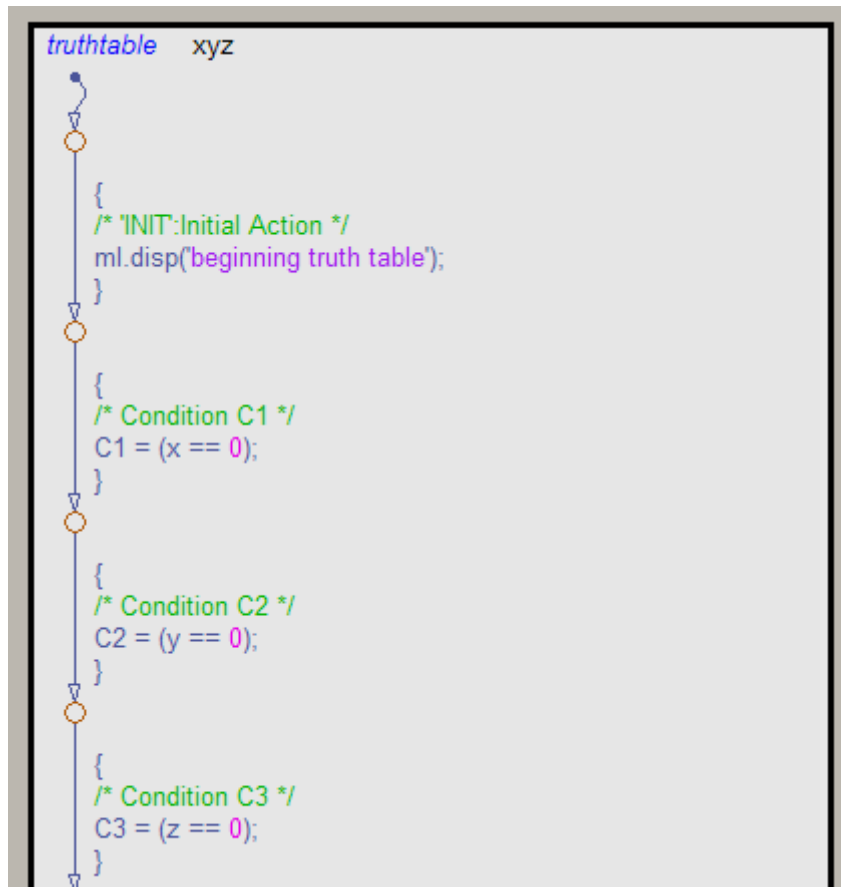 truthtable xyz
{
/* 'INIT':Initial Action */
ml.disp('beginning truth table');
}
{
/* Condition C1 */
C1 = (x == 0);
}
{
/* Condition C2 */
C2 = (y == 0);
}
{
/* Condition C3 */
C3 = (z == 0);
}